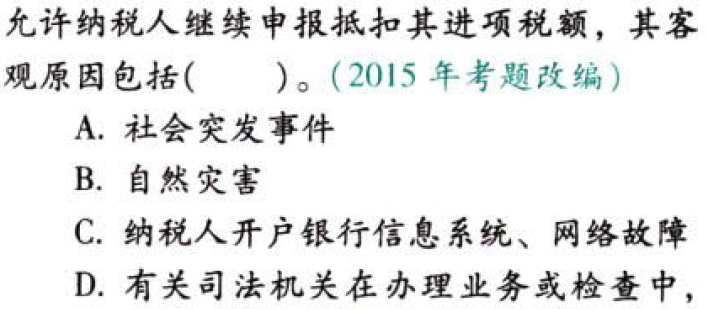 允许纳税人继续申报抵扣其进项税额，其客
观原因包括(　　)。(2015 年考题改编)
A. 社会突发事件
B. 自然灾害
C. 纳税人开户银行信息系统、网络故障
D. 有关司法机关在办理业务或检查中，